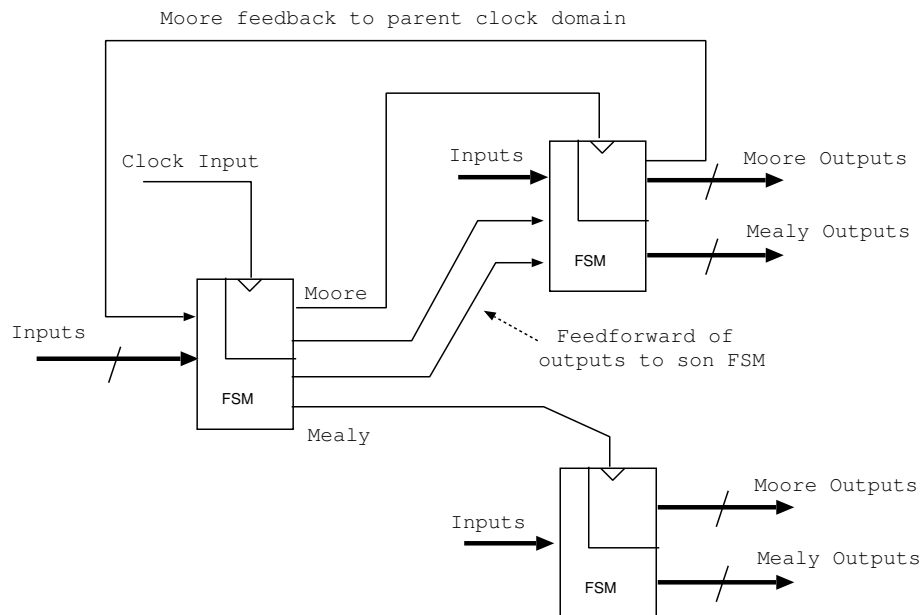 Moore feedback to parent clock domain
Clock Input
Inputs
Moore Outputs
Mealy Outputs
FSM
Moore
Inputs
Feedforward of
outputs to son FSM
FSM
Mealy
Moore Outputs
Inputs
Mealy Outputs
FSM